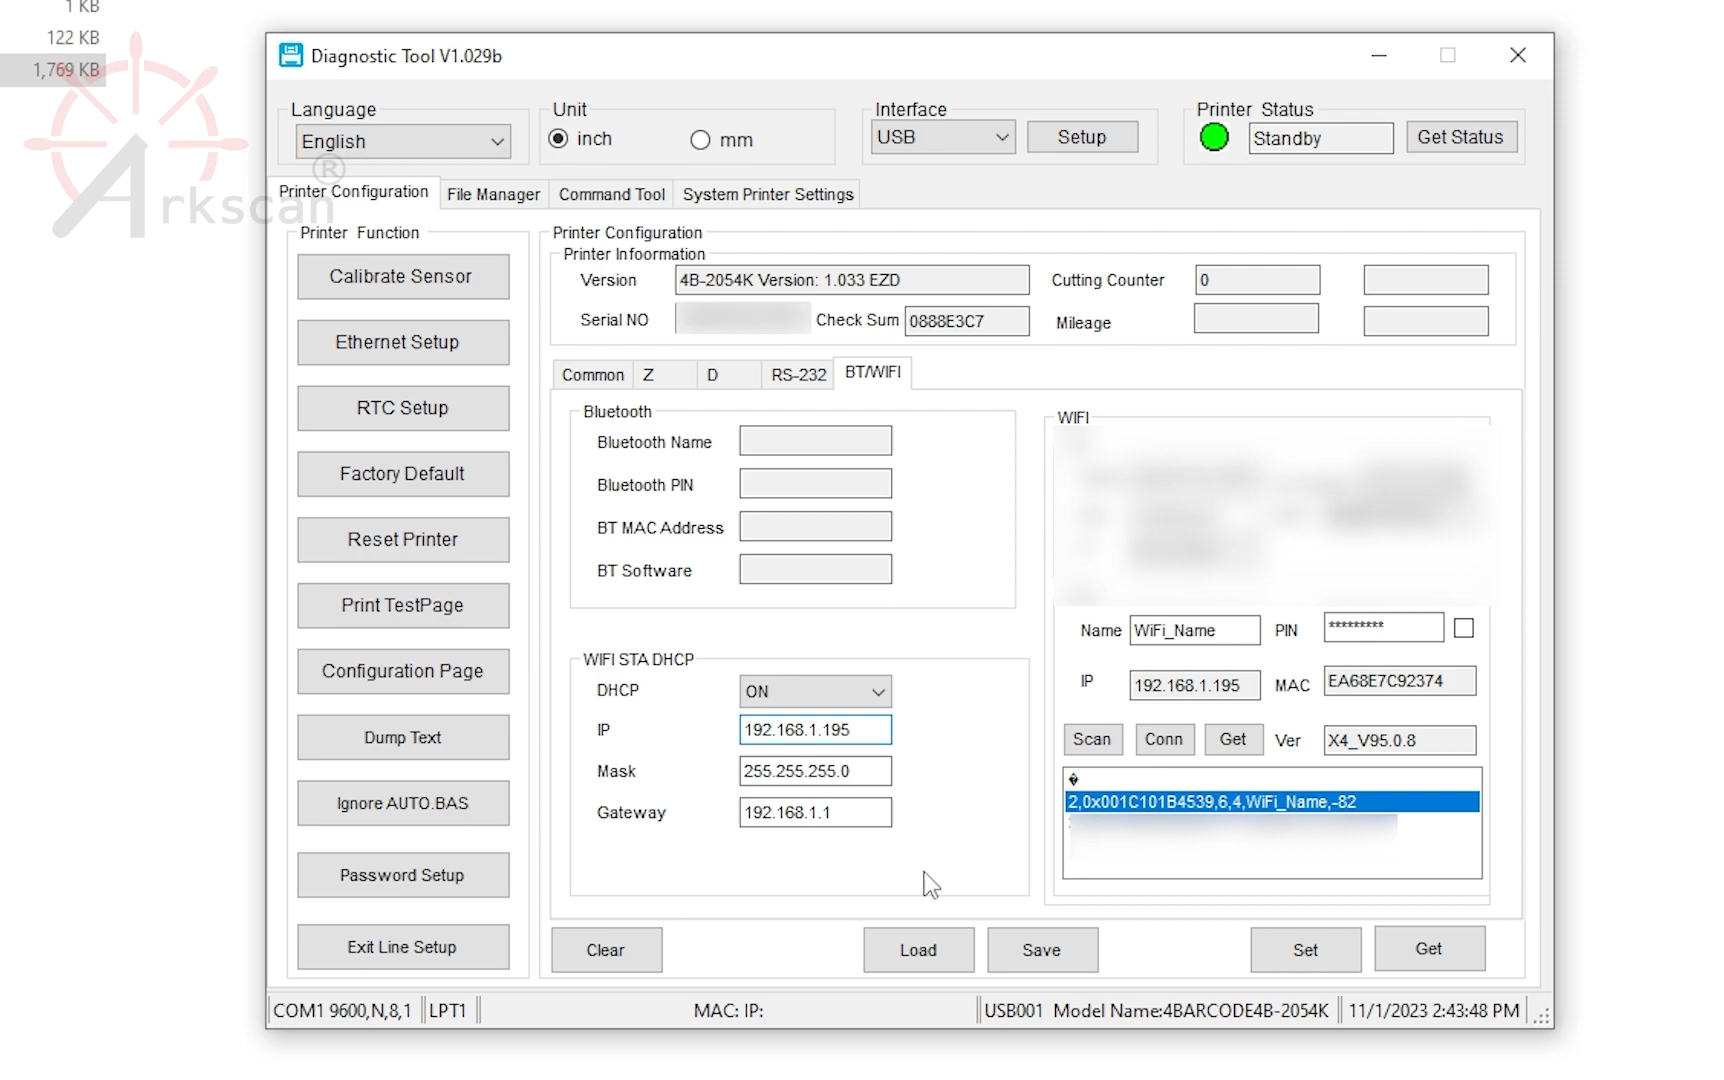 1 KB
122 KB
1,769 KB
Arkscan®
Diagnostic Tool V1.029b
Language
English
Unit
inch
mm
Interface
USB
Setup
Printer Status
Standby
Get Status
Printer Configuration
File Manager
Command Tool
System Printer Settings
Printer Function
Calibrate Sensor
Ethernet Setup
RTC Setup
Factory Default
Reset Printer
Print TestPage
Configuration Page
Dump Text
Ignore AUTO.BAS
Password Setup
Exit Line Setup
Printer Configuration
Printer Infoormation
Version
4B-2054K Version: 1.033 EZD
Cutting Counter
0
Serial NO
Check Sum
0888E3C7
Mileage
Common
Z
D
RS-232
BT/WIFI
Bluetooth
Bluetooth Name
Bluetooth PIN
BT MAC Address
BT Software
WIFI STA DHCP
DHCP
ON
IP
192.168.1.195
Mask
255.255.255.0
Gateway
192.168.1.1
WIFI
Name
WiFi_Name
PIN
*********
IP
192.168.1.195
MAC
EA68E7C92374
Scan
Conn
Get
Ver
X4_V95.0.8
�
2,0x001C101B4539,6,4,WiFi_Name,-82
Clear
Load
Save
Set
Get
COM1 9600,N,8,1
LPT1
MAC: IP:
USB001 Model Name:4BARCODE4B-2054K
11/1/2023 2:43:48 PM